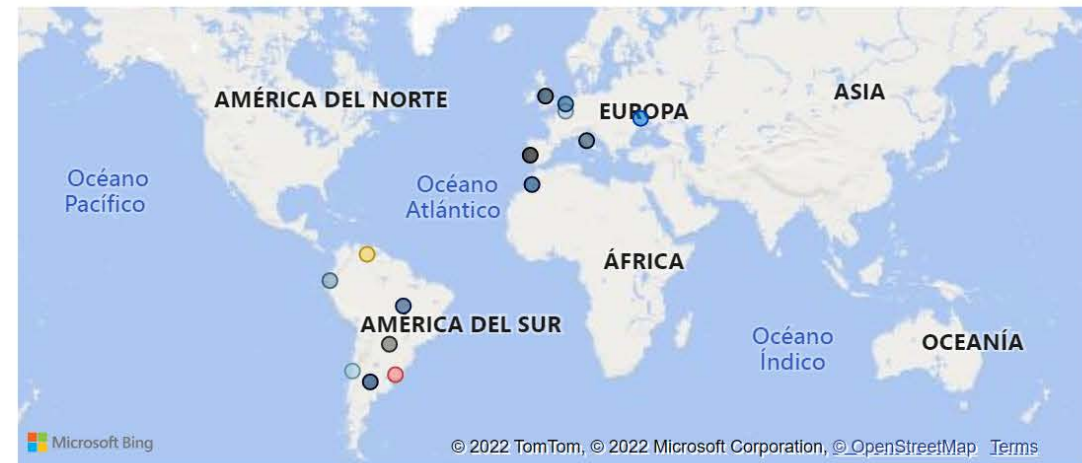 AMÉRICA DEL NORTE
EUROPA
ASIA
Océano
Pacífico
Océano
Atlántico
ÁFRICA
AMÉRICA DEL SUR
Océano
Índico
OCEANÍA
Microsoft Bing
© 2022 TomTom, © 2022 Microsoft Corporation, © OpenStreetMap Terms